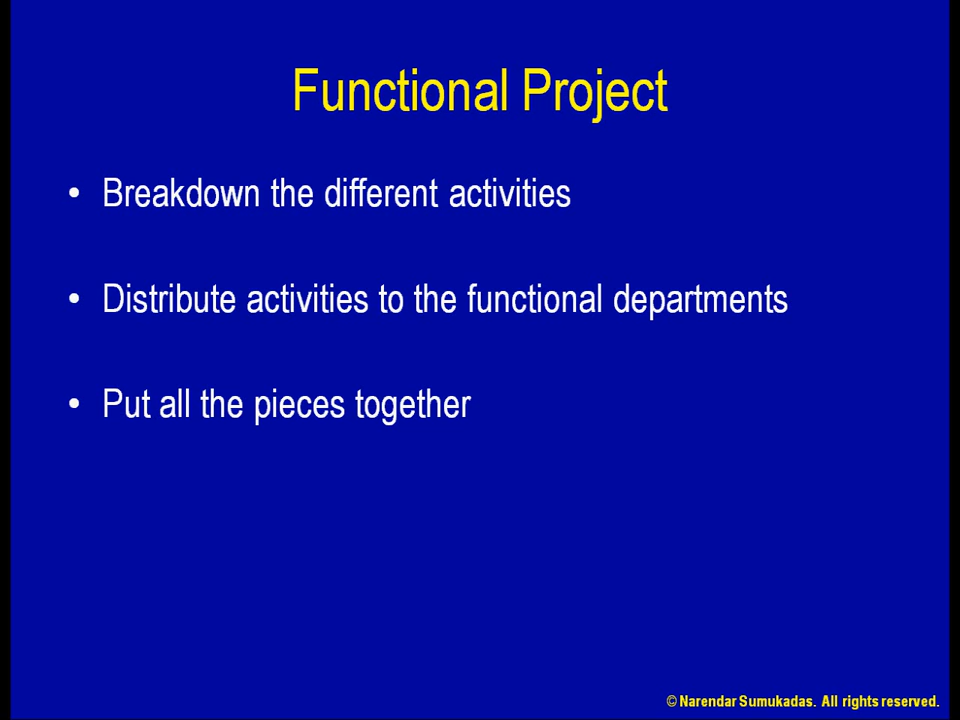 Functional Project
• Breakdown the different activities
• Distribute activities to the functional departments
• Put all the pieces together
© Narendar Sumukadas. All rights reserved.